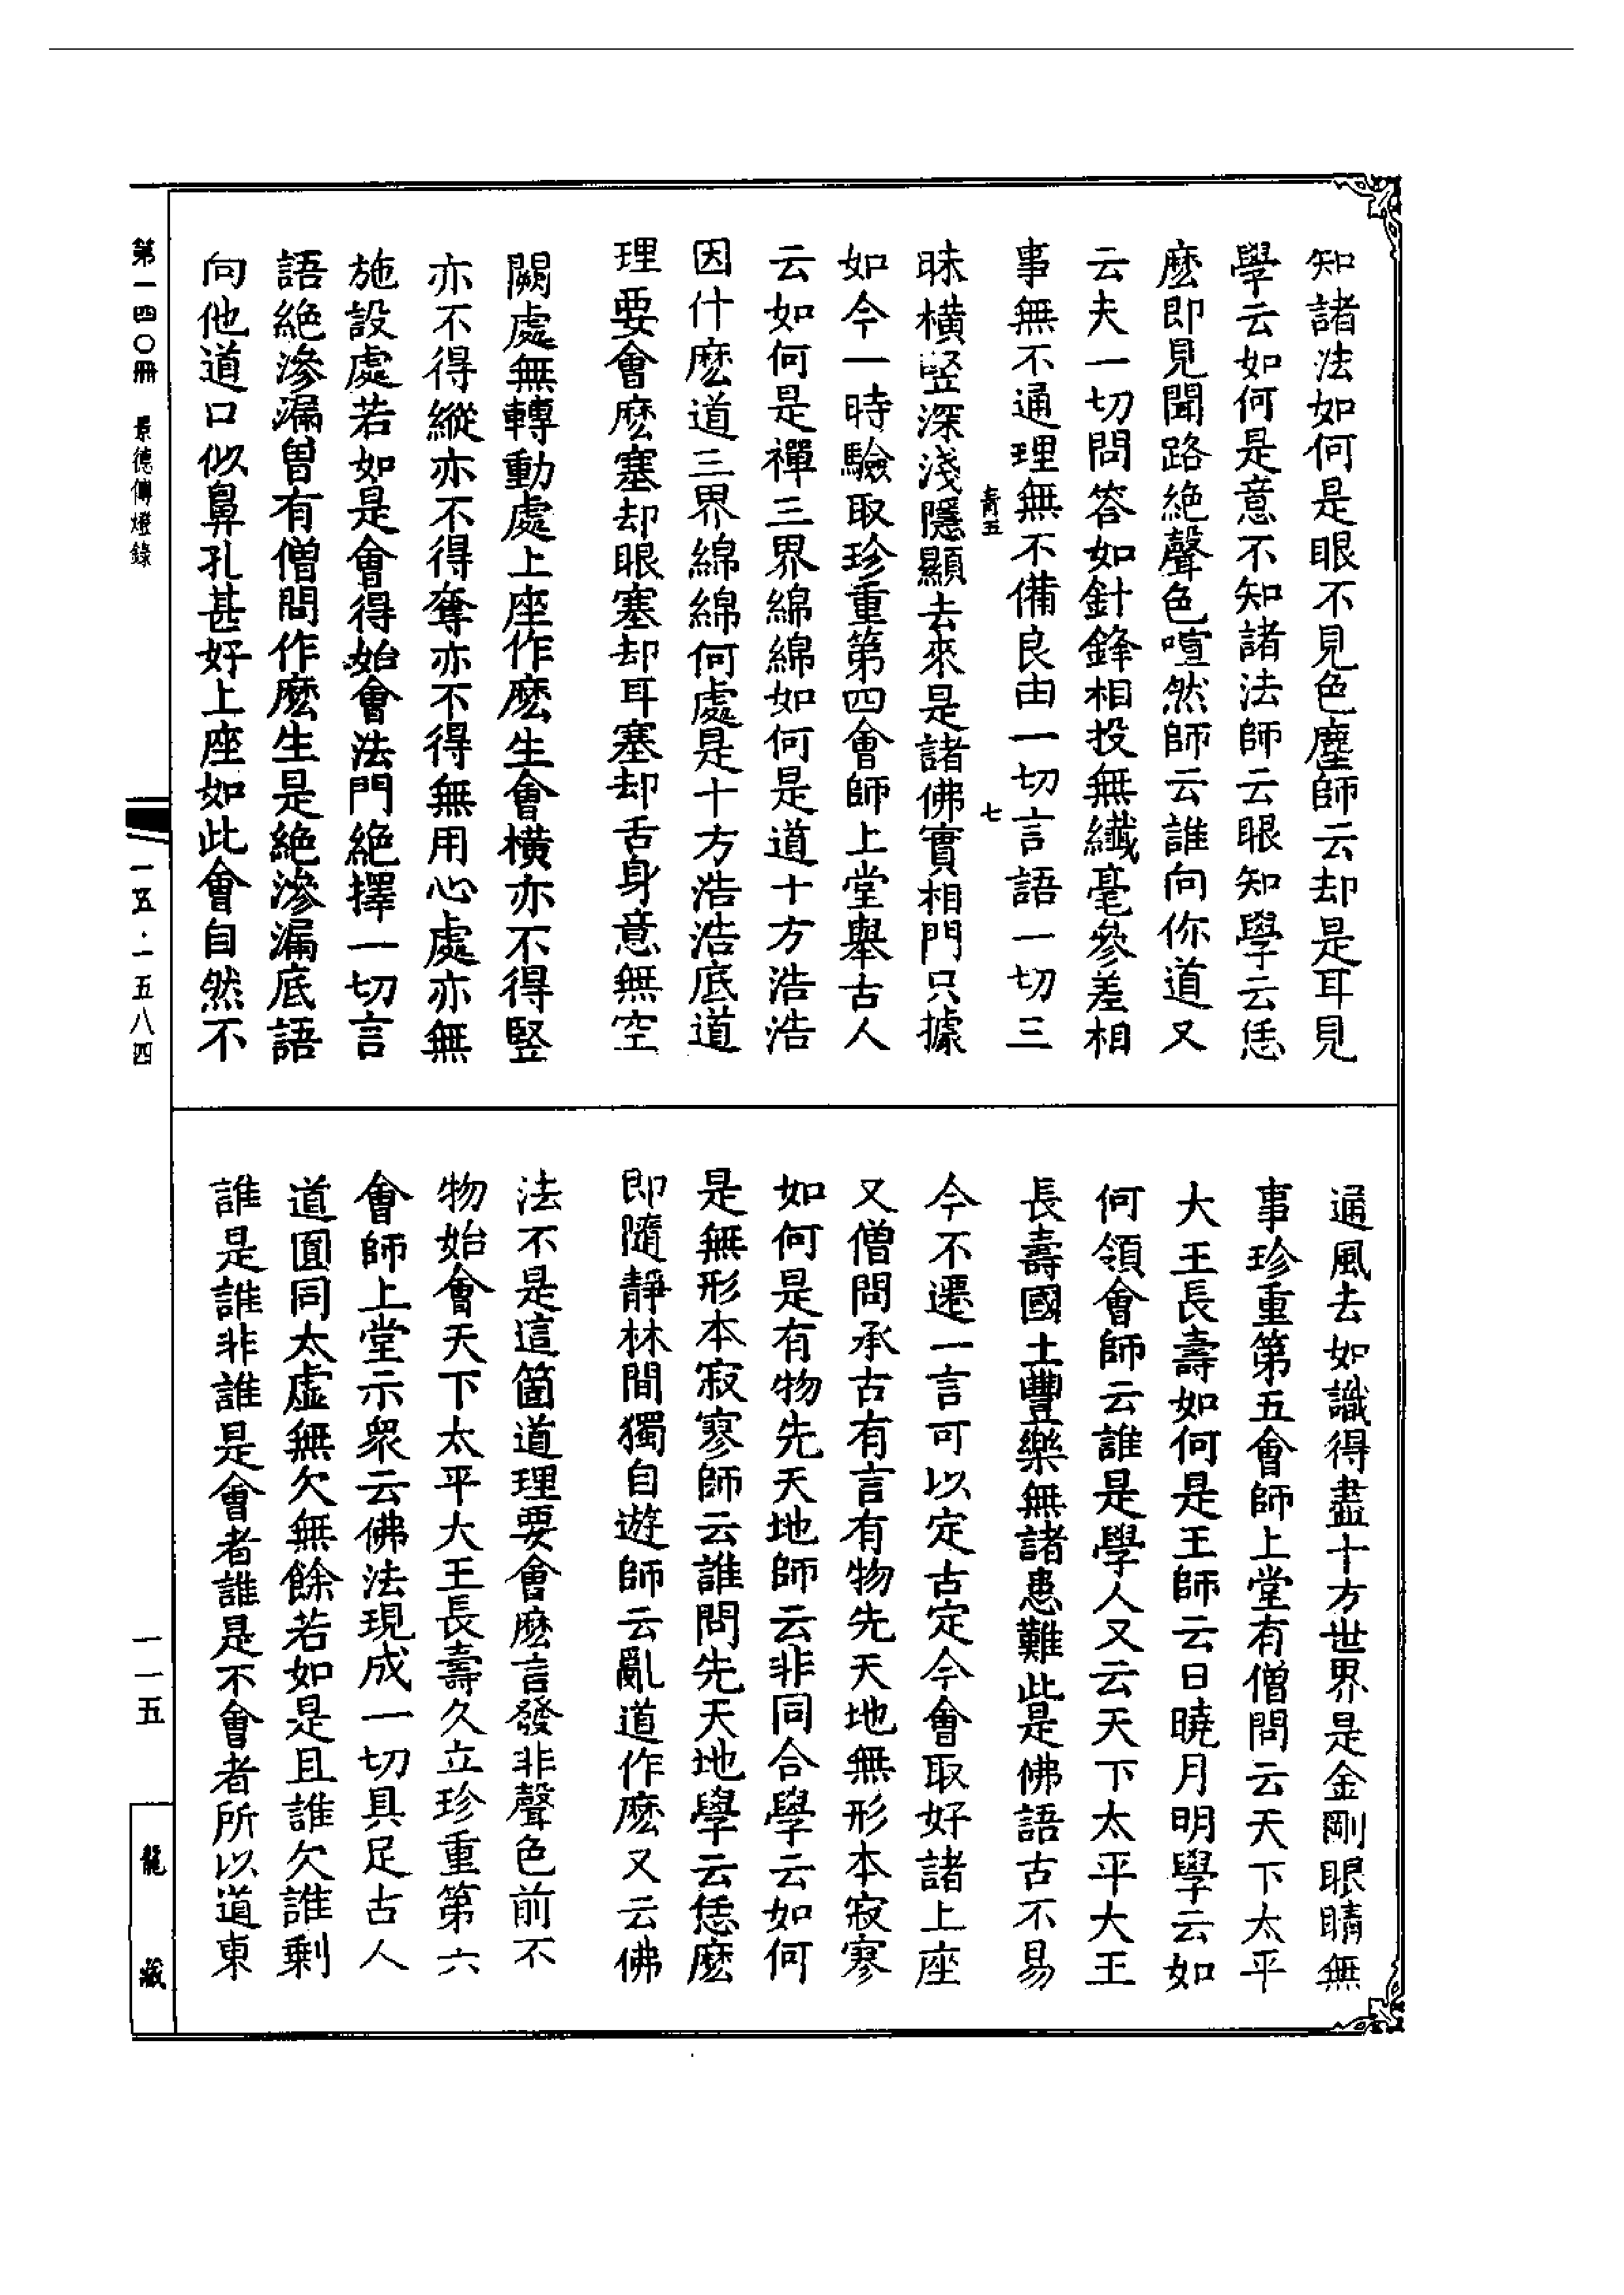 知諸法如何是眼不見色塵師云却是耳見
學云如何是意不知諸法師云眼知學云恁
麽即見聞路絶聲色喧然師云誰向你道又
云夫一切問答如針鋒相投無纖毫參差相
事無不通理無不備良由一切言語一切三
青五 七
昧橫竪深淺隱顯去來是諸佛實相門只據
如今一時驗取珍重第四會師上堂舉古人
云如何是禪三界綿綿如何是道十方浩浩
因什麽道三界綿綿何處是十方浩浩底道
理要會麽塞却眼塞却耳塞却舌身意無空
闕處無轉動處上座作麽生會橫亦不得竪
亦不得縱亦不得奪亦不得無用心處亦無
施設處若如是會得始會法門絶擇一切言
語絶滲漏曽有僧問作麽生是絶滲漏底語
向他道口似鼻孔甚好上座如此會自然不
通風去如識得盡十方世界是金剛眼睛無
事珍重第五會師上堂有僧問云天下太平
大王長壽如何是王師云日曉月明學云如
何領會師云誰是學人又云天下太平大王
長壽國土豐樂無諸患難此是佛語古不易
今不遷一言可以定古定今會取好諸上座
又僧問承古有言有物先天地無形本寂寥
如何是有物先天地師云非同合學云如何
是無形本寂寥師云誰問先天地學云恁麽
即隨靜林間獨自遊師云亂道作麽又云佛
法不是這箇道理要會麽言發非聲色前不
物始會天下太平大王長壽久立珍重第六
會師上堂示衆云佛法現成一切具足古人
道圓同太虛無欠無餘若如是且誰欠誰剩
誰是誰非誰是會者誰是不會者所以道東
第一四〇冊 景德傳燈錄
一五·一五八四
一一五
龍藏